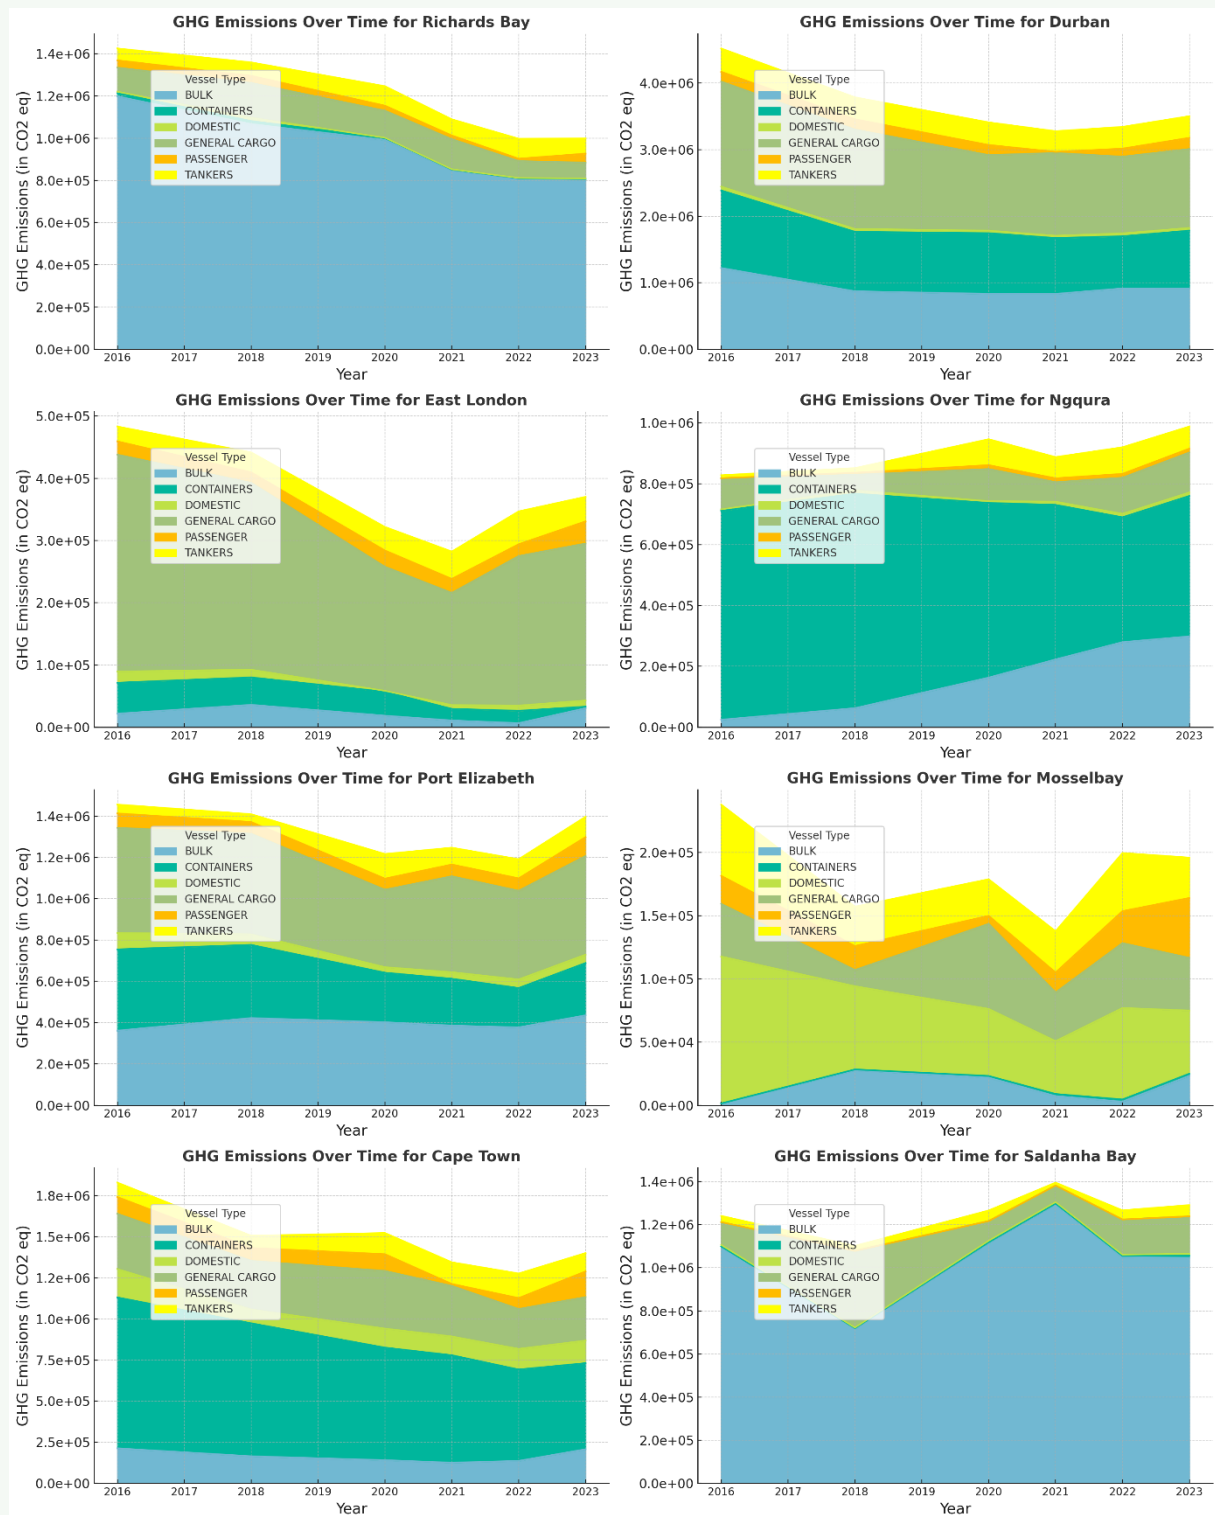 GHG Emissions Over Time for Richards Bay
GHG Emissions (in CO2 eq)
1.4e+06
1.2e+06
1.0e+06
8.0e+05
6.0e+05
4.0e+05
2.0e+05
0.0e+00
Vessel Type
BULK
CONTAINERS
DOMESTIC
GENERAL CARGO
PASSENGER
TANKERS
2016 2017 2018 2019 2020 2021 2022 2023
Year
GHG Emissions Over Time for Durban
GHG Emissions (in CO2 eq)
4.0e+06
3.0e+06
2.0e+06
1.0e+06
0.0e+00
Vessel Type
BULK
CONTAINERS
DOMESTIC
GENERAL CARGO
PASSENGER
TANKERS
2016 2017 2018 2019 2020 2021 2022 2023
Year
GHG Emissions Over Time for East London
GHG Emissions (in CO2 eq)
5.0e+05
4.0e+05
3.0e+05
2.0e+05
1.0e+05
0.0e+00
Vessel Type
BULK
CONTAINERS
DOMESTIC
GENERAL CARGO
PASSENGER
TANKERS
2016 2017 2018 2019 2020 2021 2022 2023
Year
GHG Emissions Over Time for Ngqura
GHG Emissions (in CO2 eq)
1.0e+06
8.0e+05
6.0e+05
4.0e+05
2.0e+05
0.0e+00
Vessel Type
BULK
CONTAINERS
DOMESTIC
GENERAL CARGO
PASSENGER
TANKERS
2016 2017 2018 2019 2020 2021 2022 2023
Year
GHG Emissions Over Time for Port Elizabeth
GHG Emissions (in CO2 eq)
1.4e+06
1.2e+06
1.0e+06
8.0e+05
6.0e+05
4.0e+05
2.0e+05
0.0e+00
Vessel Type
BULK
CONTAINERS
DOMESTIC
GENERAL CARGO
PASSENGER
TANKERS
2016 2017 2018 2019 2020 2021 2022 2023
Year
GHG Emissions Over Time for Mosselbay
GHG Emissions (in CO2 eq)
2.0e+05
1.5e+05
1.0e+05
5.0e+04
0.0e+00
Vessel Type
BULK
CONTAINERS
DOMESTIC
GENERAL CARGO
PASSENGER
TANKERS
2016 2017 2018 2019 2020 2021 2022 2023
Year
GHG Emissions Over Time for Cape Town
GHG Emissions (in CO2 eq)
1.8e+06
1.5e+06
1.2e+06
1.0e+06
7.5e+05
5.0e+05
2.5e+05
0.0e+00
Vessel Type
BULK
CONTAINERS
DOMESTIC
GENERAL CARGO
PASSENGER
TANKERS
2016 2017 2018 2019 2020 2021 2022 2023
Year
GHG Emissions Over Time for Saldanha Bay
GHG Emissions (in CO2 eq)
1.4e+06
1.2e+06
1.0e+06
8.0e+05
6.0e+05
4.0e+05
2.0e+05
0.0e+00
Vessel Type
BULK
CONTAINERS
DOMESTIC
GENERAL CARGO
PASSENGER
TANKERS
2016 2017 2018 2019 2020 2021 2022 2023
Year